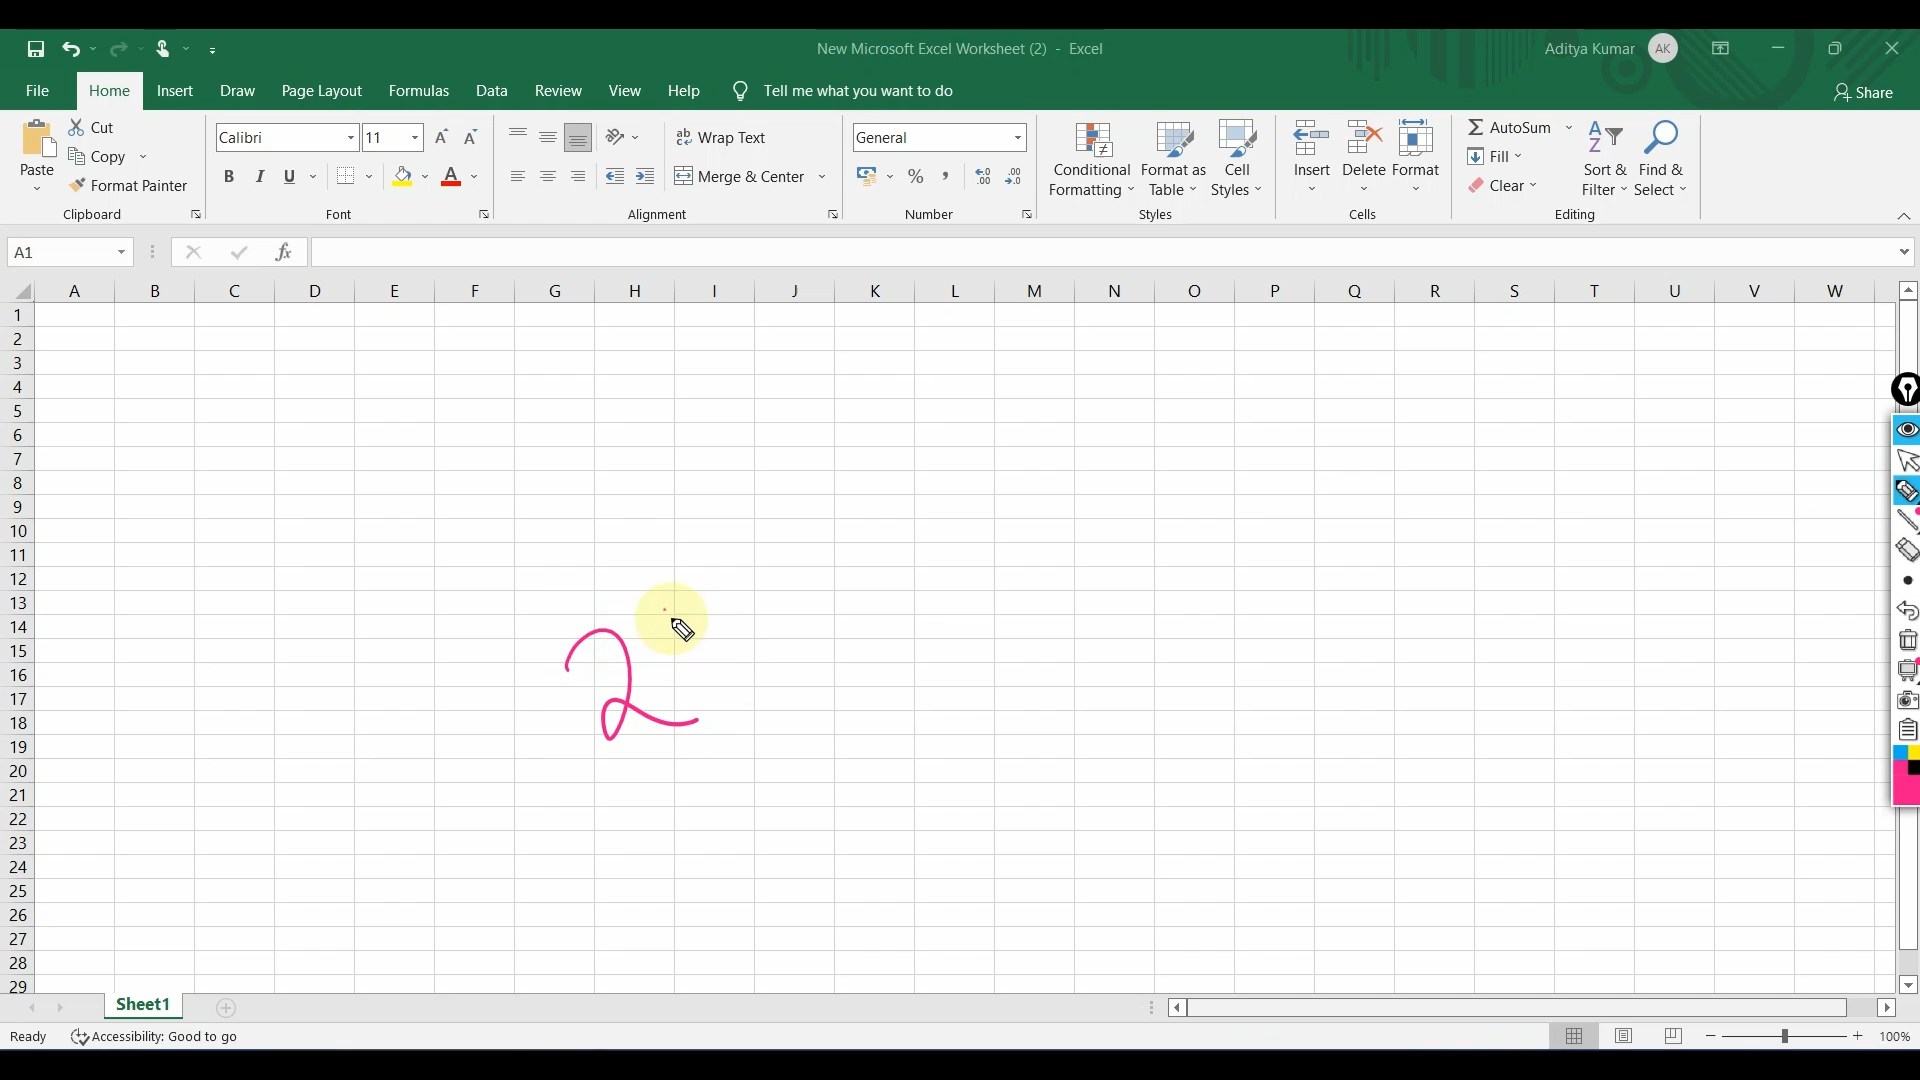 New Microsoft Excel Worksheet (2) - Excel
Aditya Kumar AK
File Home Insert Draw Page Layout Formulas Data Review View Help Tell me what you want to do Share
Paste
Cut
Copy
Format Painter
Clipboard
Calibri 11
B I U A
Font
ab Wrap Text
Merge & Center
Alignment
General
% ,
Number
Conditional Formatting
Format as Table
Cell Styles
Styles
Insert Delete Format
Cells
AutoSum
Fill
Clear
Sort & Filter
Find & Select
Editing
A1 fx
A B C D E F G H I J K L M N O P Q R S T U V W
1
2
3
4
5
6
7
8
9
10
11
12
13
14
15
16
17
18
19
20
21
22
23
24
25
26
27
28
29
2
Sheet1
Ready Accessibility: Good to go 100%